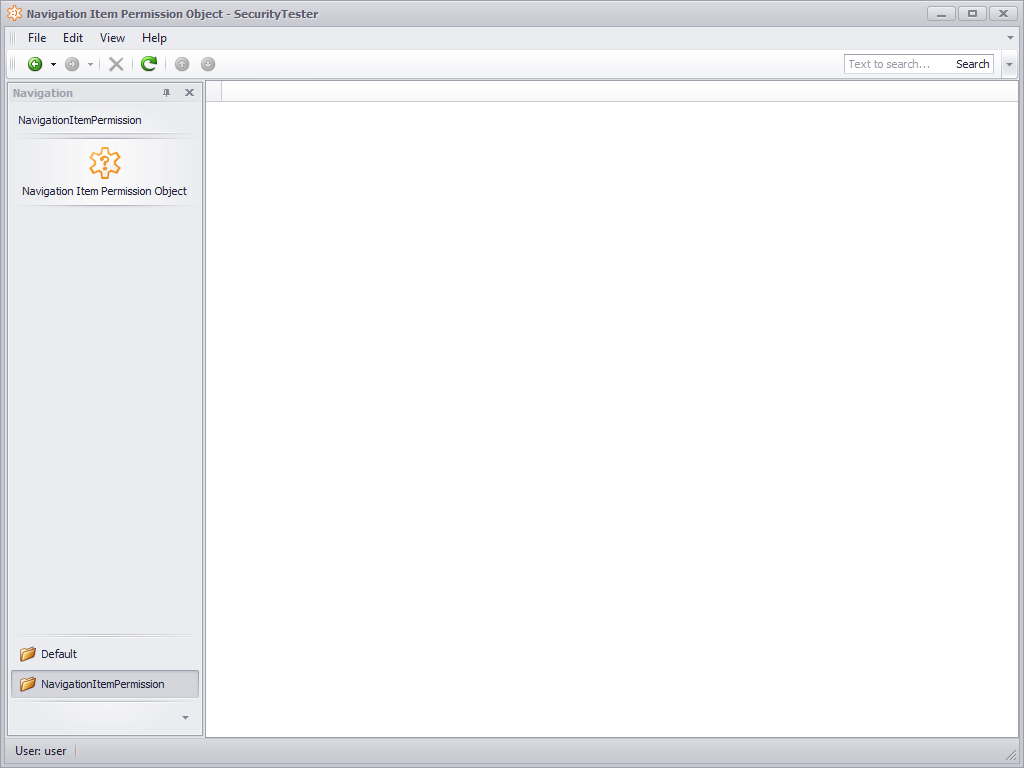 Navigation Item Permission Object - SecurityTester
File Edit View Help
Text to search... Search
Navigation
NavigationItemPermission
Navigation Item Permission Object
Default
NavigationItemPermission
User: user